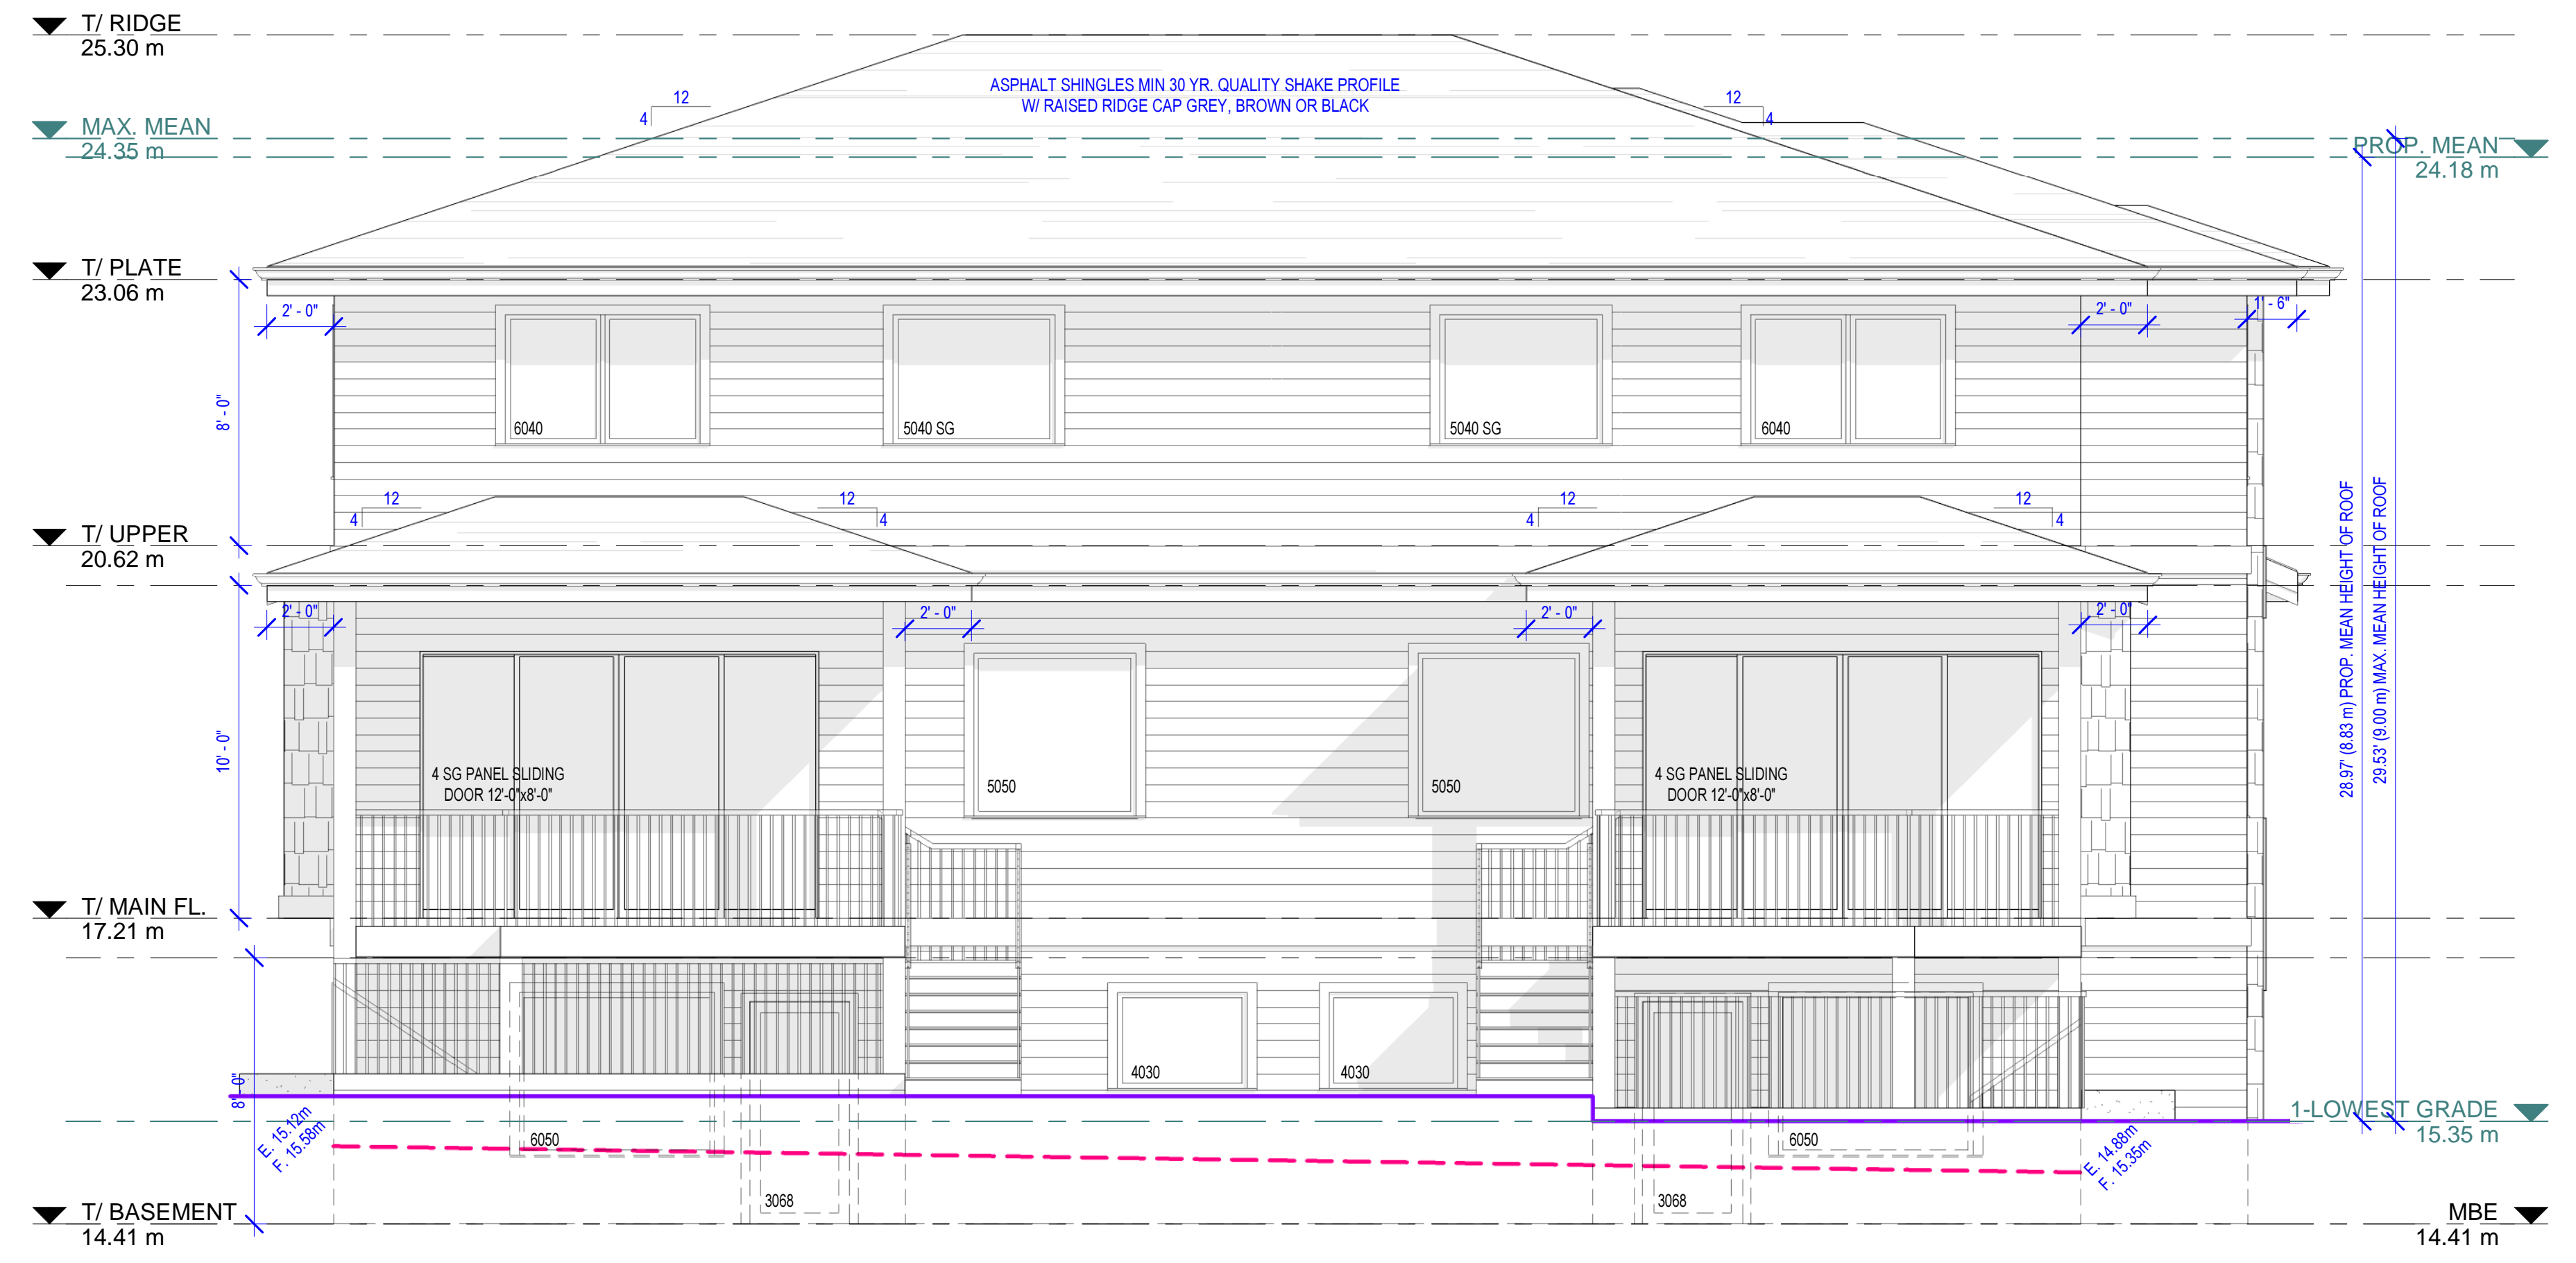 T/ RIDGE
25.30 m
ASPHALT SHINGLES MIN 30 YR. QUALITY SHAKE PROFILE
W/ RAISED RIDGE CAP GREY, BROWN OR BLACK
12
4
12
4
MAX. MEAN
24.35 m
PROP. MEAN
24.18 m
T/ PLATE
23.06 m
2' - 0"
2' - 0"
1' - 6"
8' - 0"
6040
5040 SG
5040 SG
6040
12
4
12
4
12
4
12
4
T/ UPPER
20.62 m
28.97' (8.83 m) PROP. MEAN HEIGHT OF ROOF
29.53' (9.00 m) MAX. MEAN HEIGHT OF ROOF
2' - 0"
2' - 0"
2' - 0"
2' - 0"
10' - 0"
4 SG PANEL SLIDING
DOOR 12'-0"x8'-0"
5050
5050
4 SG PANEL SLIDING
DOOR 12'-0"x8'-0"
T/ MAIN FL.
17.21 m
8' - 0"
4030
4030
1-LOWEST GRADE
15.35 m
E. 15.12m
F. 15.58m
6050
6050
E. 14.88m
F. 15.35m
3068
3068
T/ BASEMENT
14.41 m
MBE
14.41 m